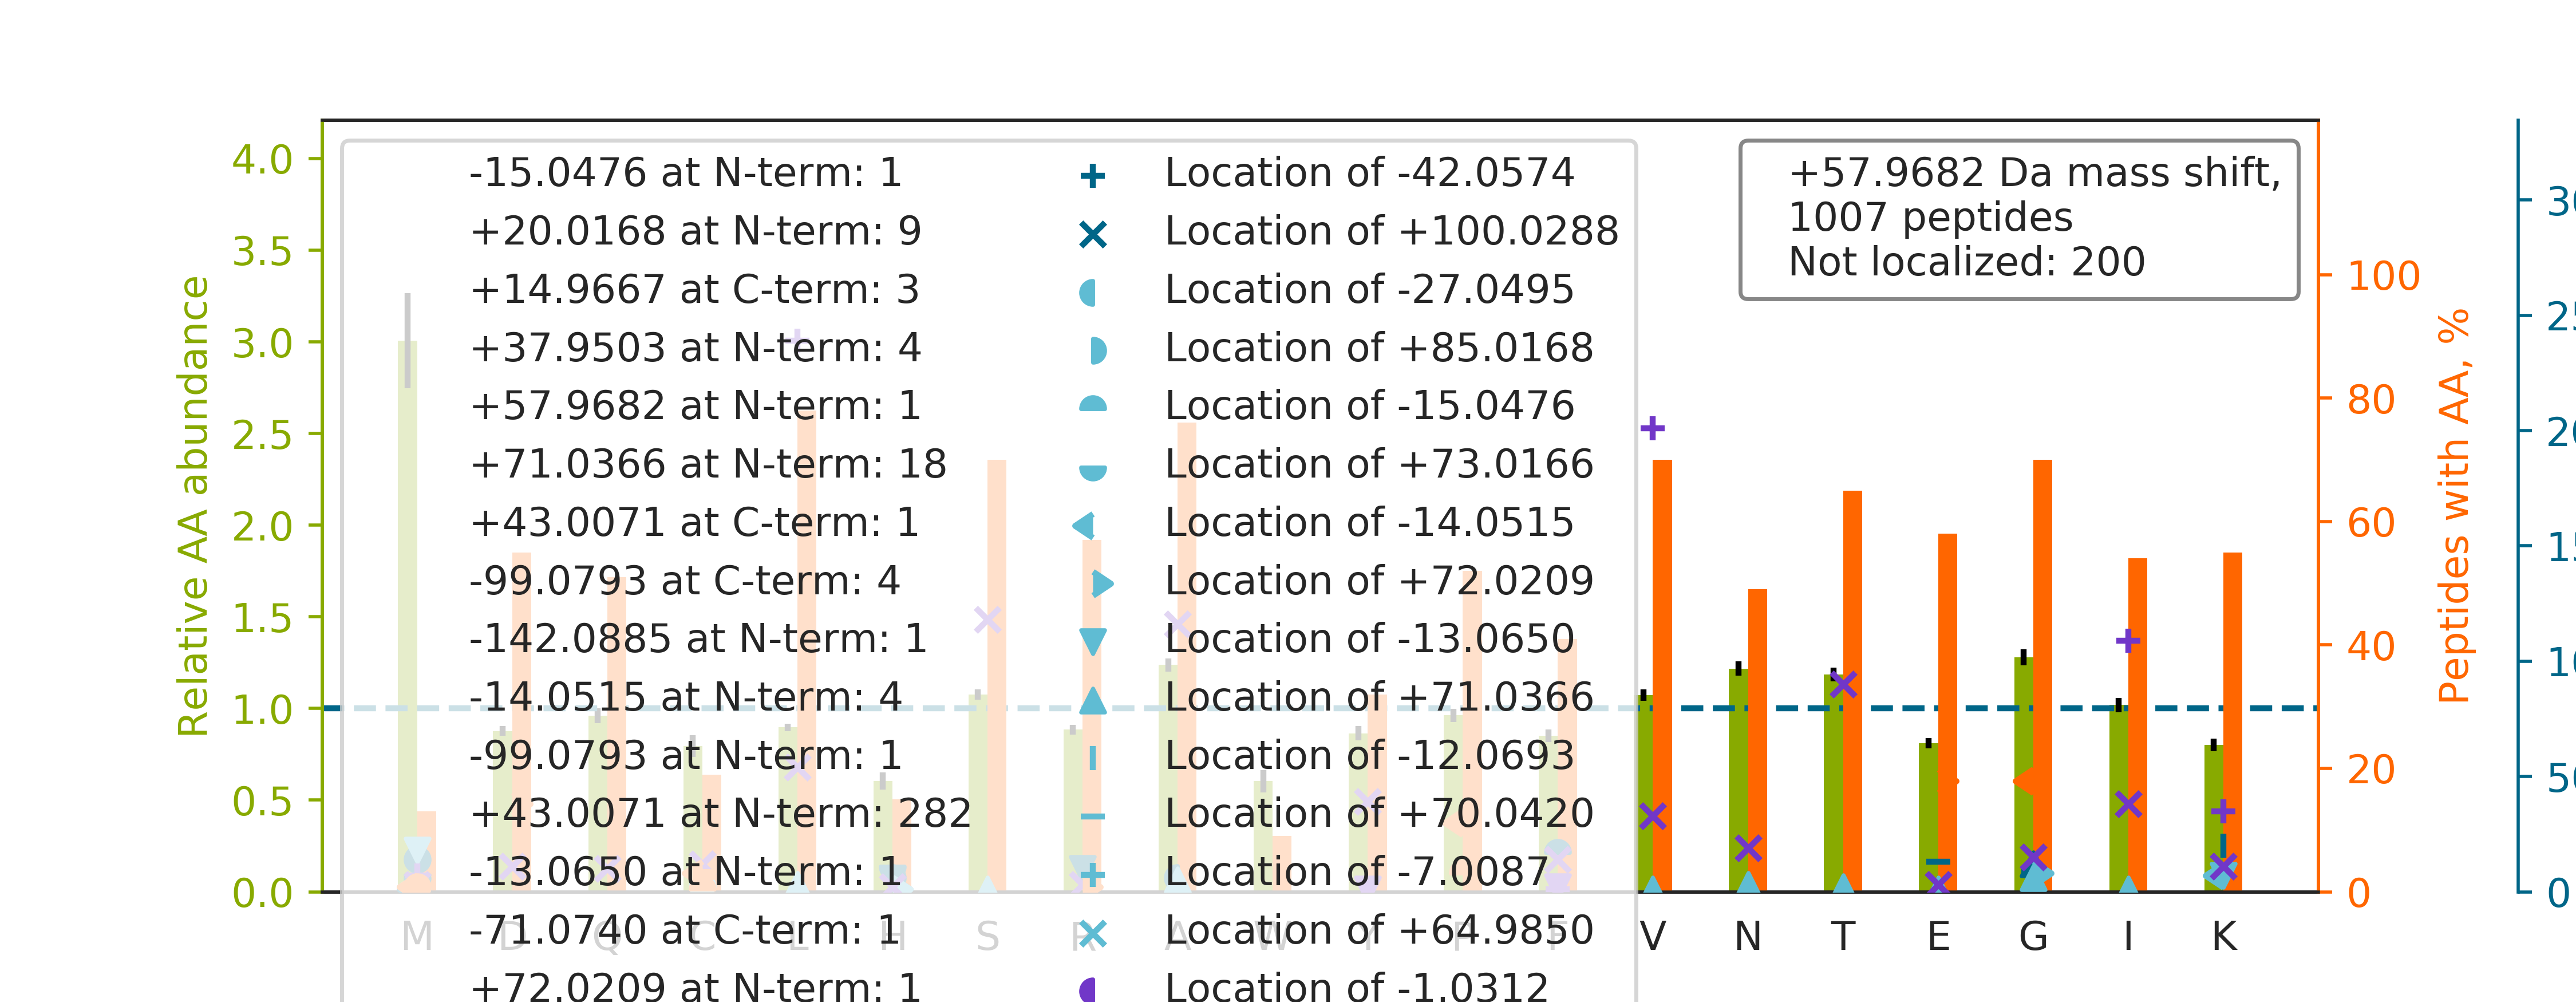 -15.0476 at N-term: 1
+20.0168 at N-term: 9
+14.9667 at C-term: 3
+37.9503 at N-term: 4
+57.9682 at N-term: 1
+71.0366 at N-term: 18
+43.0071 at C-term: 1
-99.0793 at C-term: 4
-142.0885 at N-term: 1
-14.0515 at N-term: 4
-99.0793 at N-term: 1
+43.0071 at N-term: 282
-13.0650 at N-term: 1
-71.0740 at C-term: 1
+72.0209 at N-term: 1
Location of -42.0574
Location of +100.0288
Location of -27.0495
Location of +85.0168
Location of -15.0476
Location of +73.0166
Location of -14.0515
Location of +72.0209
Location of -13.0650
Location of +71.0366
Location of -12.0693
Location of +70.0420
Location of -7.0087
Location of +64.9850
Location of -1.0312
+57.9682 Da mass shift,
1007 peptides
Not localized: 200
Relative AA abundance
4.0
3.5
3.0
2.5
2.0
1.5
1.0
0.5
0.0
M D Q C L H S R A W Y P F V N T E G I K
100
80
60
40
20
0
Peptides with AA, %
0